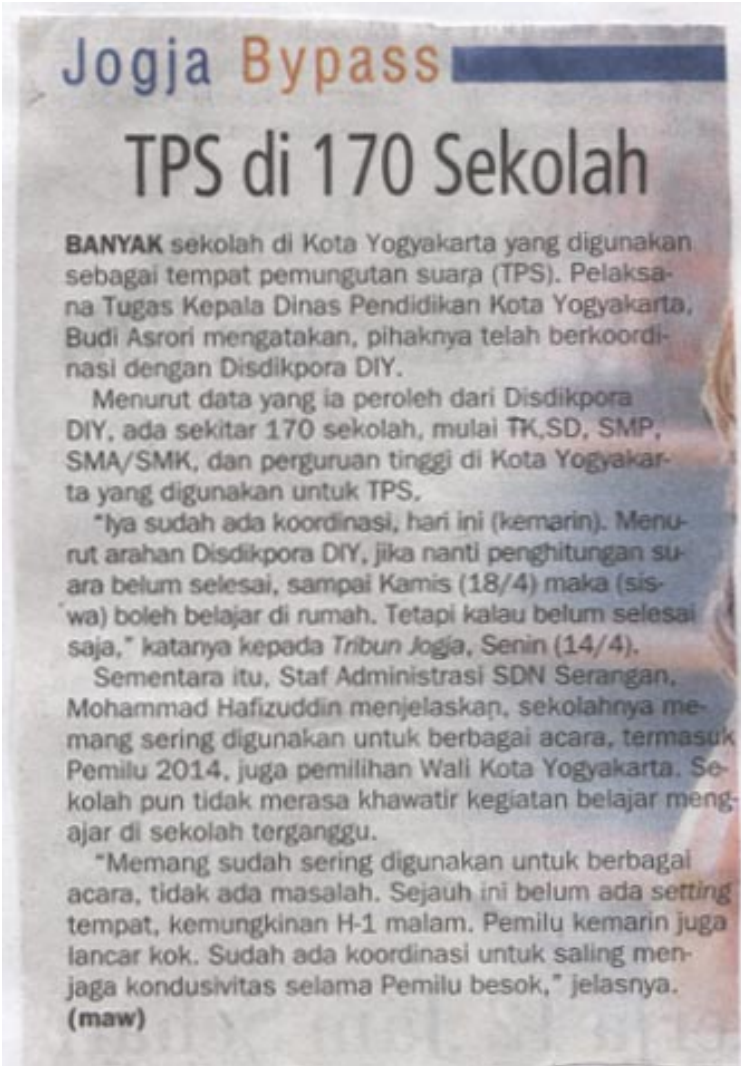 Jogja Bypass
TPS di 170 Sekolah
BANYAK sekolah di Kota Yogyakarta yang digunakan
sebagai tempat pemungutan suara (TPS). Pelaksa-
na Tugas Kepala Dinas Pendidikan Kota Yogyakarta,
Budi Asrori mengatakan, pihaknya telah berkoordi-
nasi dengan Disdikpora DIY.
Menurut data yang ia peroleh dari Disdikpora
DIY, ada sekitar 170 sekolah, mulai TK,SD, SMP,
SMA/SMK, dan perguruan tinggi di Kota Yogyakar-
ta yang digunakan untuk TPS.
"Iya sudah ada koordinasi, hari ini (kemarin). Menu-
rut arahan Disdikpora DIY, jika nanti penghitungan su-
ara belum selesai, sampai Kamis (18/4) maka (sis-
wa) boleh belajar di rumah. Tetapi kalau belum selesai
saja," katanya kepada Tribun Jogja, Senin (14/4).
Sementara itu, Staf Administrasi SDN Serangan,
Mohammad Hafizuddin menjelaskan, sekolahnya me-
mang sering digunakan untuk berbagai acara, termasuk
Pemilu 2014, juga pemilihan Wali Kota Yogyakarta. Se-
kolah pun tidak merasa khawatir kegiatan belajar meng-
ajar di sekolah terganggu.
"Memang sudah sering digunakan untuk berbagai
acara, tidak ada masalah. Sejauh ini belum ada setting
tempat, kemungkinan H-1 malam. Pemilu kemarin juga
lancar kok. Sudah ada koordinasi untuk saling men-
jaga kondusivitas selama Pemilu besok," jelasnya.
(maw)